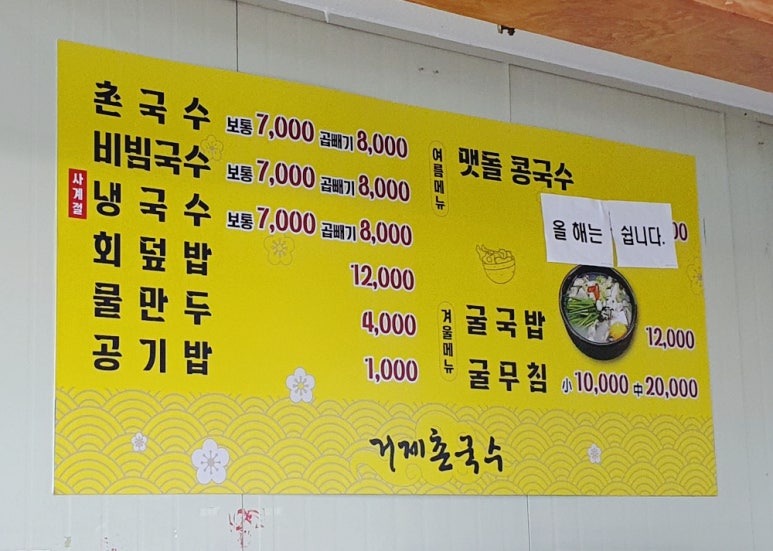 촌국수 보통 7,000 곱빼기 8,000
비빔국수 보통 7,000 곱빼기 8,000
사계절
냉국수 보통 7,000 곱빼기 8,000
회덮밥 12,000
물만두 4,000
공기밥 1,000
여름메뉴
맷돌 콩국수
올 해는 쉽니다.
겨울메뉴
굴국밥 12,000
굴무침 小 10,000 中 20,000
거제촌국수